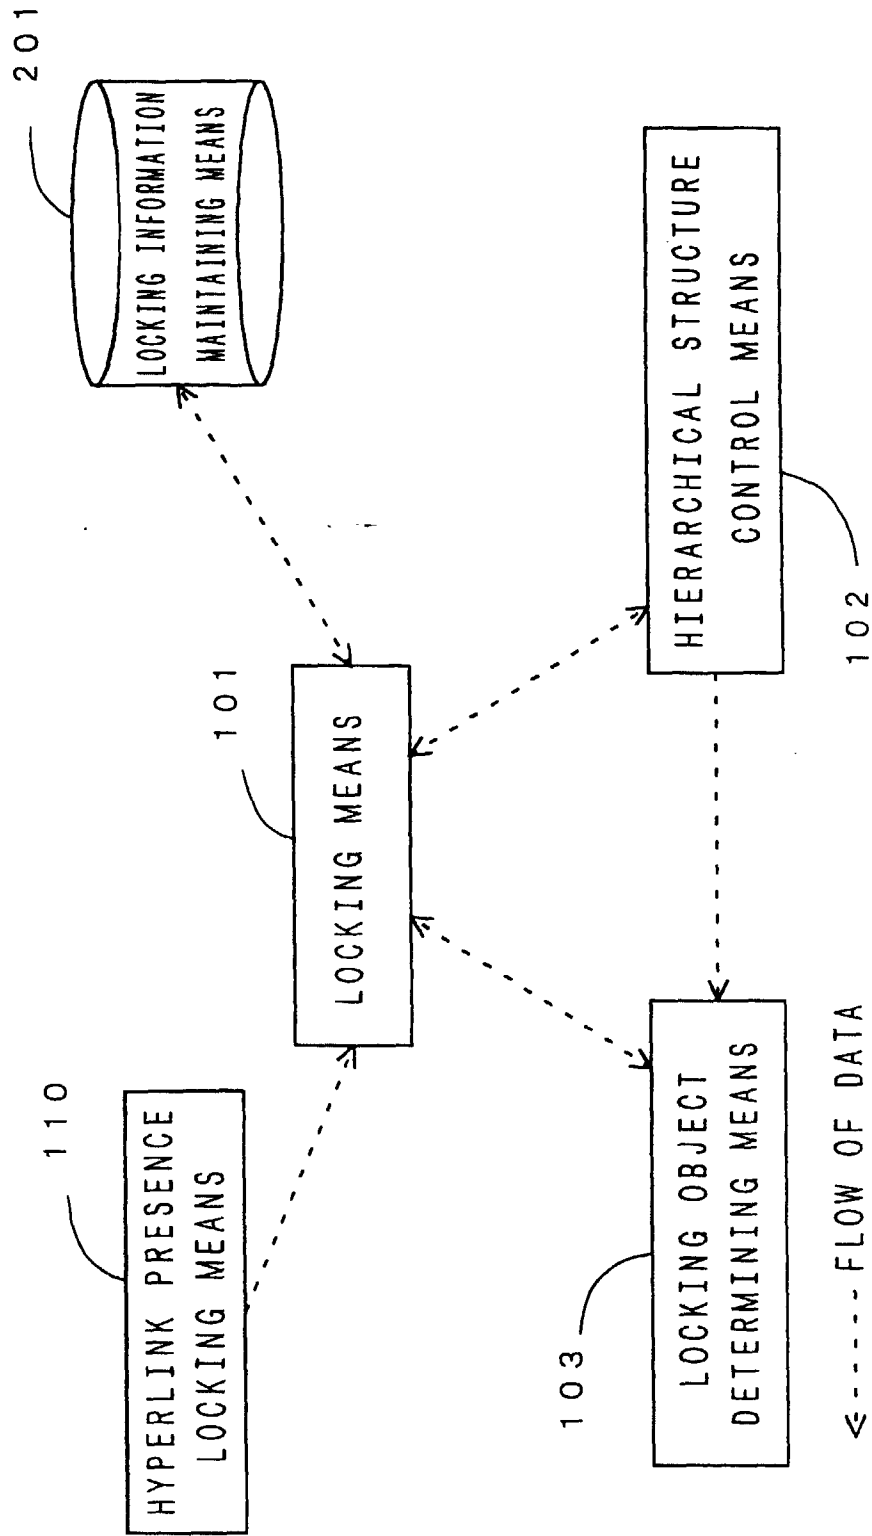 110
HYPERLINK PRESENCE
LOCKING MEANS
101
LOCKING MEANS
201
LOCKING INFORMATION
MAINTAINING MEANS
103
LOCKING OBJECT
DETERMINING MEANS
102
HIERARCHICAL STRUCTURE
CONTROL MEANS
FLOW OF DATA